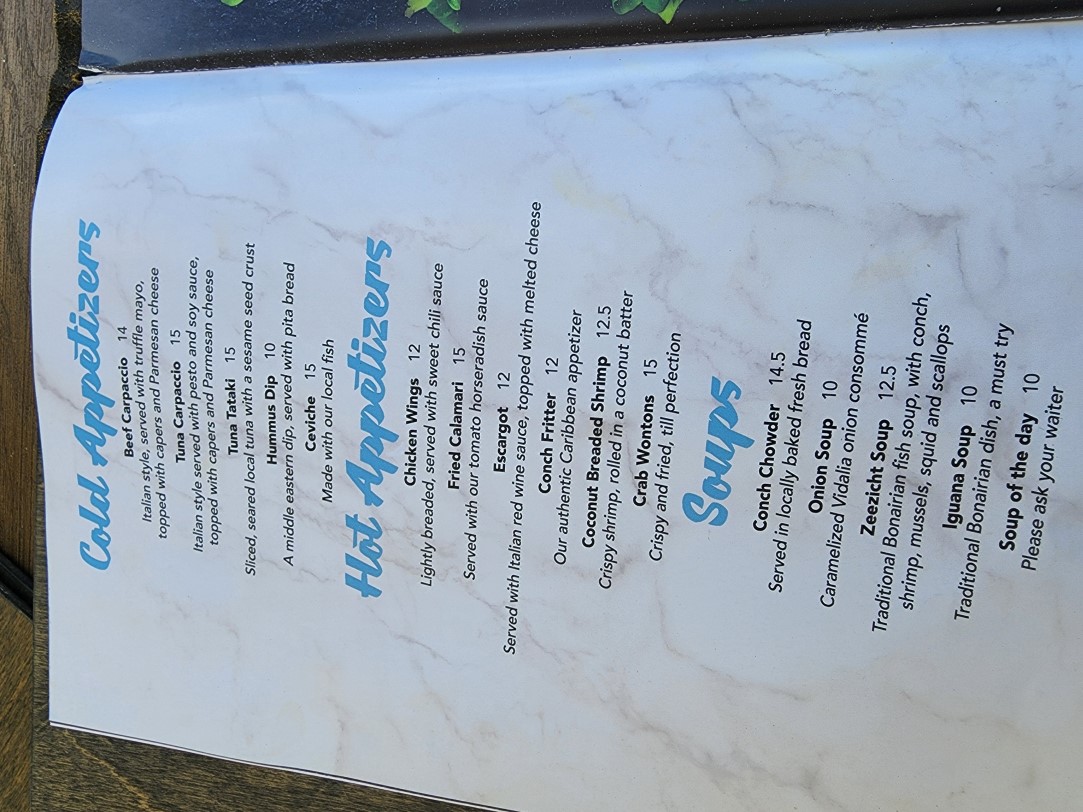 Cold Appetizers
Beef Carpaccio 14
Italian style, served with truffle mayo,
topped with capers and Parmesan cheese
Tuna Carpaccio 15
Italian style served with pesto and soy sauce,
topped with capers and Parmesan cheese
Tuna Tataki 15
Sliced, seared local tuna with a sesame seed crust
Hummus Dip 10
A middle eastern dip, served with pita bread
Ceviche 15
Made with our local fish
Hot Appetizers
Chicken Wings 12
Lightly breaded, served with sweet chili sauce
Fried Calamari 15
Served with our tomato horseradish sauce
Escargot 12
Served with Italian red wine sauce, topped with melted cheese
Conch Fritter 12
Our authentic Caribbean appetizer
Coconut Breaded Shrimp 12.5
Crispy shrimp, rolled in a coconut batter
Crab Wontons 15
Crispy and fried, till perfection
Soups
Conch Chowder 14.5
Served in locally baked fresh bread
Onion Soup 10
Caramelized Vidalia onion consommé
Zeezicht Soup 12.5
Traditional Bonairian fish soup, with conch,
shrimp, mussels, squid and scallops
Iguana Soup 10
Traditional Bonairian dish, a must try
Soup of the day 10
Please ask your waiter